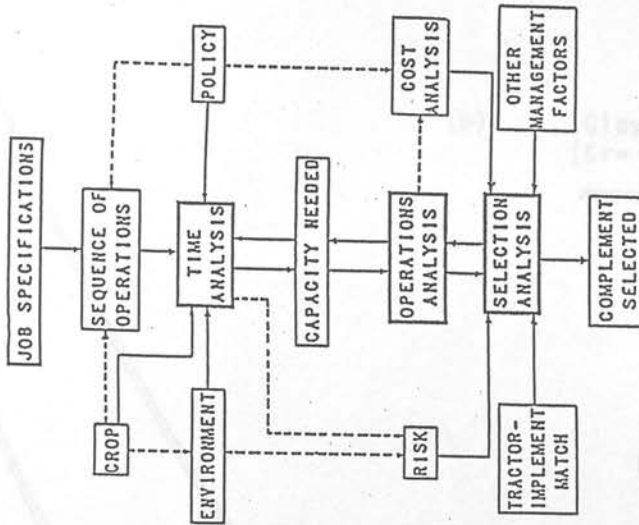 JOB SPECIFICATIONS
SEQUENCE OF
OPERATIONS
CROP
POLICY
TIME
ANALYSIS
ENVIRONMENT
CAPACITY NEEDED
OPERATIONS
ANALYSIS
COST
ANALYSIS
RISK
SELECTION
ANALYSIS
TRACTOR-
IMPLEMENT
MATCH
OTHER
MANAGEMENT
FACTORS
COMPLEMENT
SELECTED